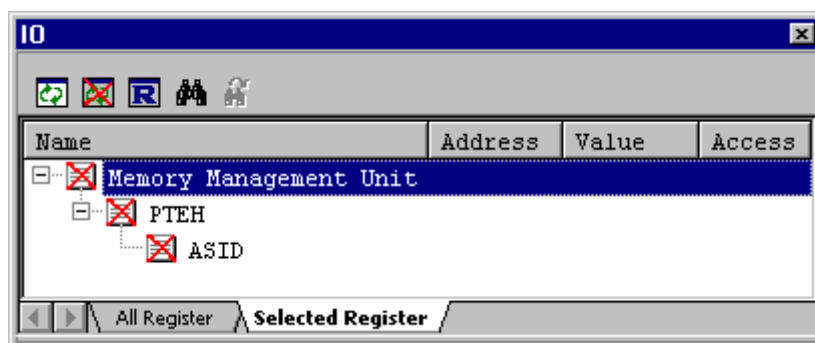 IO
R
Name Address Value Access
Memory Management Unit
PTEH
ASID
All Register Selected Register